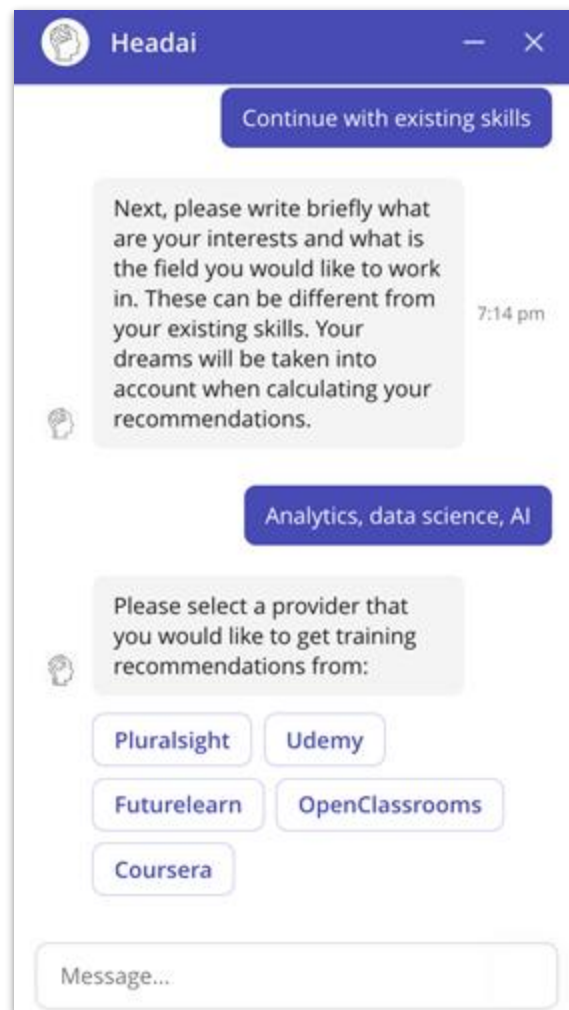 Headai
Continue with existing skills
Next, please write briefly what
are your interests and what is
the field you would like to work
in. These can be different from
your existing skills. Your
dreams will be taken into
account when calculating your
recommendations.
7:14 pm
Analytics, data science, AI
Please select a provider that
you would like to get training
recommendations from:
Pluralsight Udemy
Futurelearn OpenClassrooms
Coursera
Message...